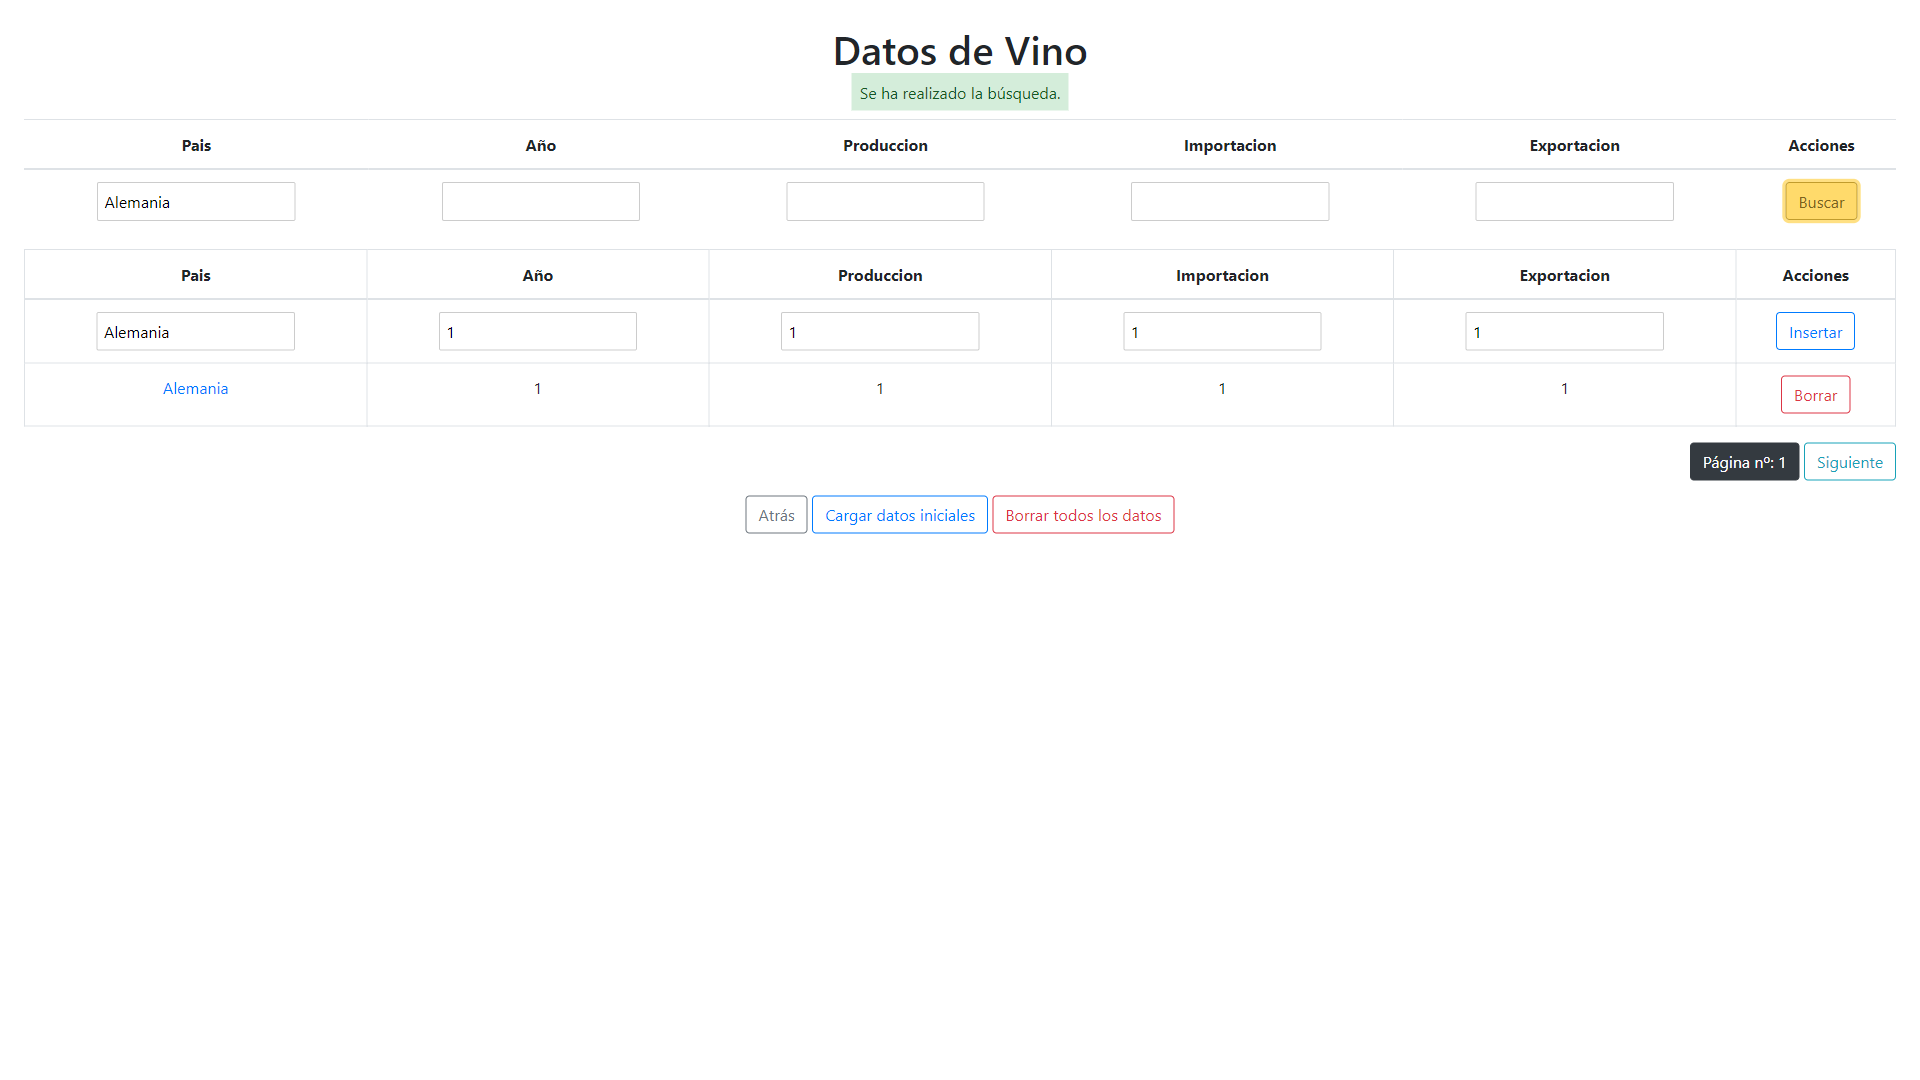 Datos de Vino
Se ha realizado la búsqueda.
Pais Año Produccion Importacion Exportacion Acciones
Alemania Buscar
Pais Año Produccion Importacion Exportacion Acciones
Alemania 1 1 1 1 Insertar
Alemania 1 1 1 1 Borrar
Página nº: 1 Siguiente
Atrás Cargar datos iniciales Borrar todos los datos